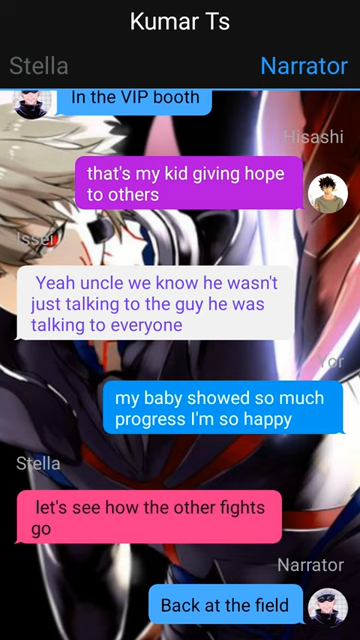 Kumar Ts
Stella
Narrator
In the VIP booth
Hisashi
that's my kid giving hope
to others
Issei
Yeah uncle we know he wasn't
just talking to the guy he was
talking to everyone
Yor
my baby showed so much
progress I'm so happy
Stella
let's see how the other fights
go
Narrator
Back at the field